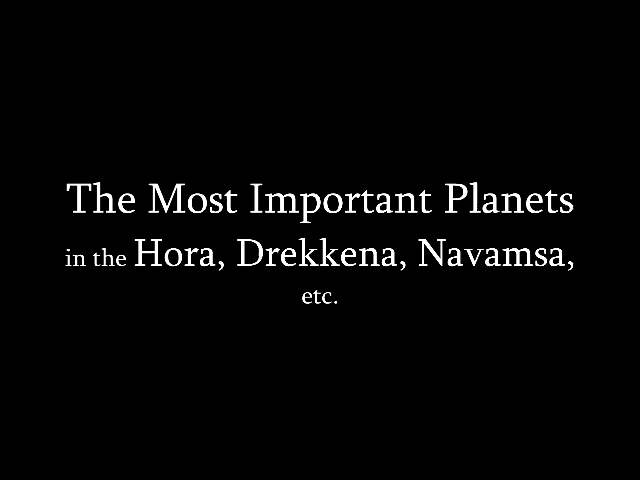 The Most Important Planets
in the Hora, Drekkena, Navamsa,
etc.